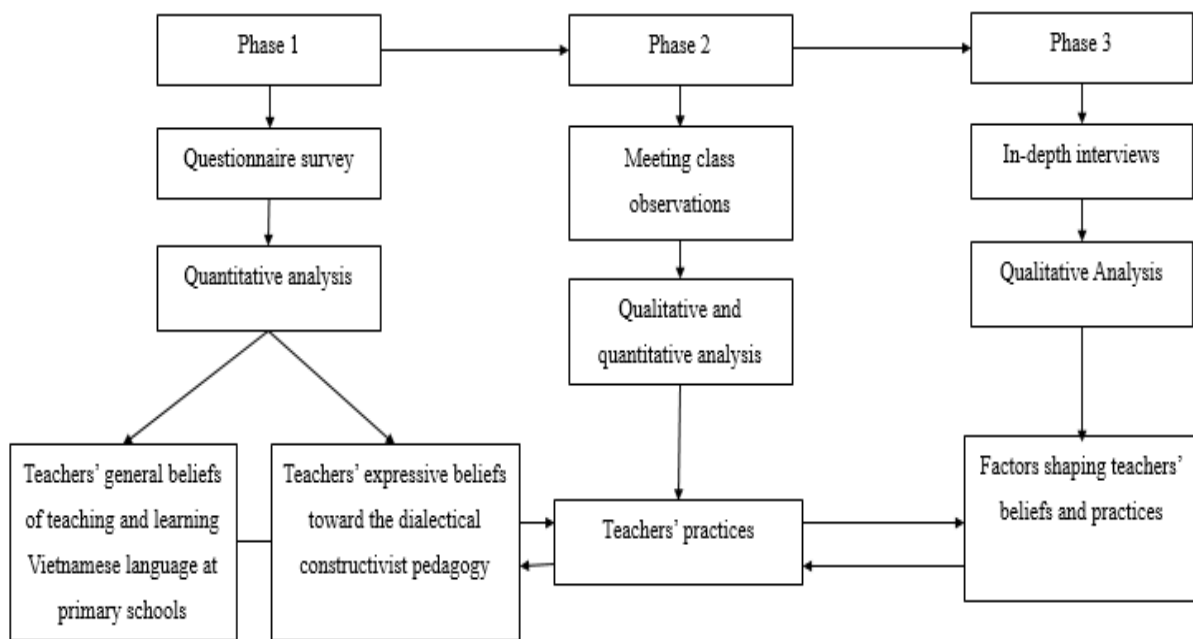 Phase 1
Phase 2
Phase 3
Questionnaire survey
Meeting class
observations
In-depth interviews
Quantitative analysis
Qualitative and
quantitative analysis
Qualitative Analysis
Teachers’ general beliefs
of teaching and learning
Vietnamese language at
primary schools
Teachers’ expressive beliefs
toward the dialectical
constructivist pedagogy
Teachers’ practices
Factors shaping teachers’
beliefs and practices